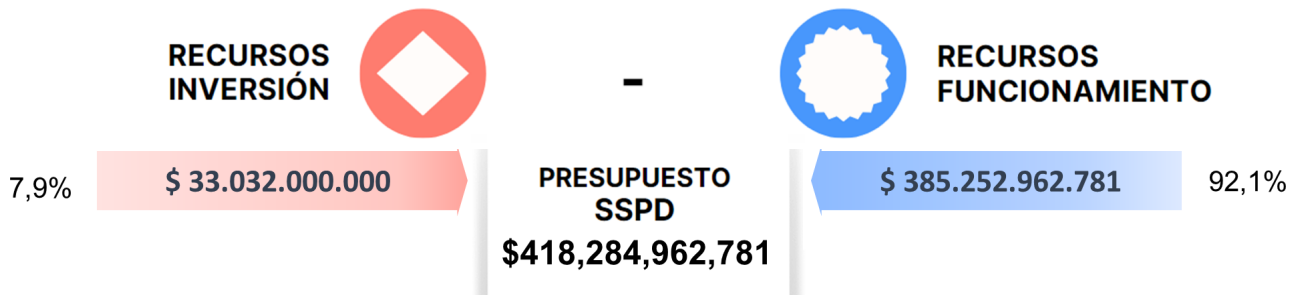 RECURSOS
INVERSIÓN
-
RECURSOS
FUNCIONAMIENTO
7,9%
$ 33.032.000.000
PRESUPUESTO
SSPD
$418,284,962,781
$ 385.252.962.781
92,1%